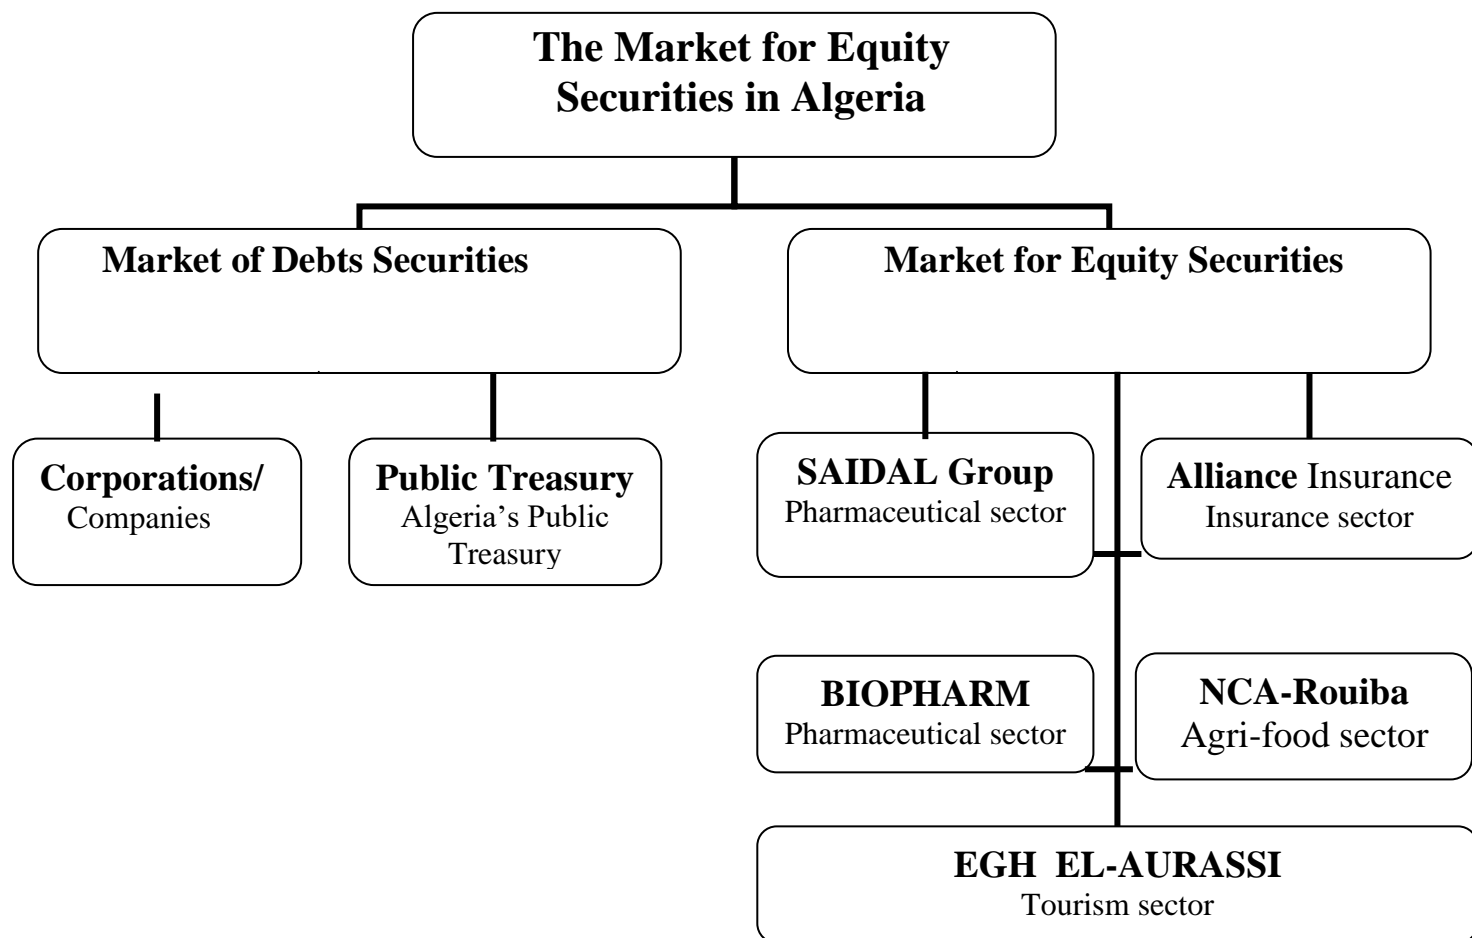 The Market for Equity
Securities in Algeria
Market of Debts Securities
Market for Equity Securities
Corporations/
Companies
Public Treasury
Algeria’s Public
Treasury
SAIDAL Group
Pharmaceutical sector
Alliance Insurance
Insurance sector
BIOPHARM
Pharmaceutical sector
NCA-Rouiba
Agri-food sector
EGH EL-AURASSI
Tourism sector